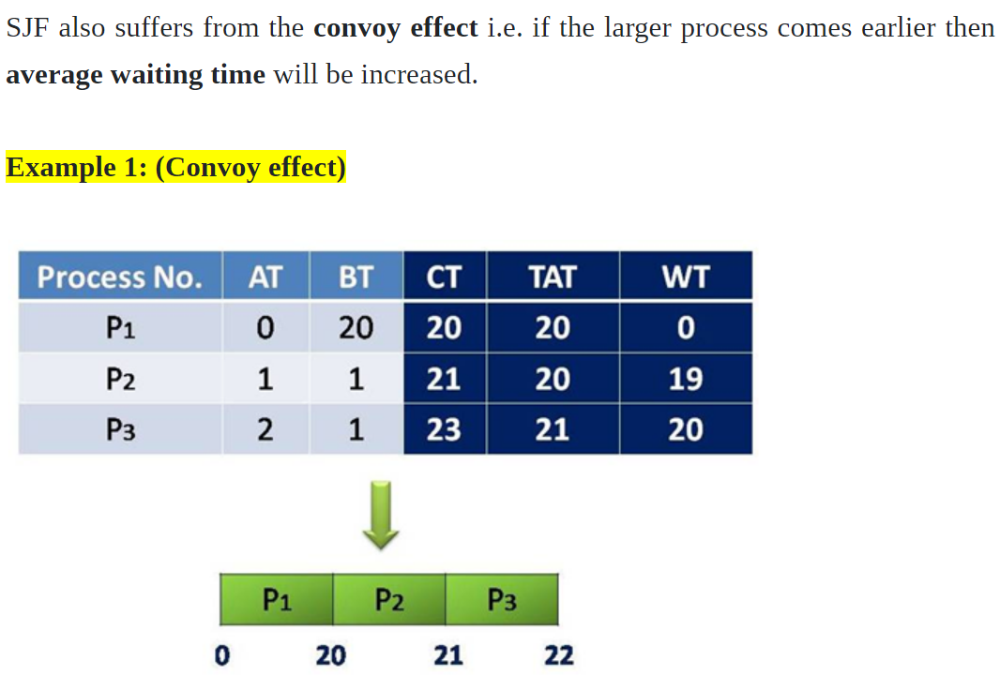 SJF also suffers from the convoy effect i.e. if the larger process comes earlier then
average waiting time will be increased.
Example 1: (Convoy effect)
Process No. AT BT CT TAT WT
P1 0 20 20 20 0
P2 1 1 21 20 19
P3 2 1 23 21 20
P1 P2 P3
0 20 21 22